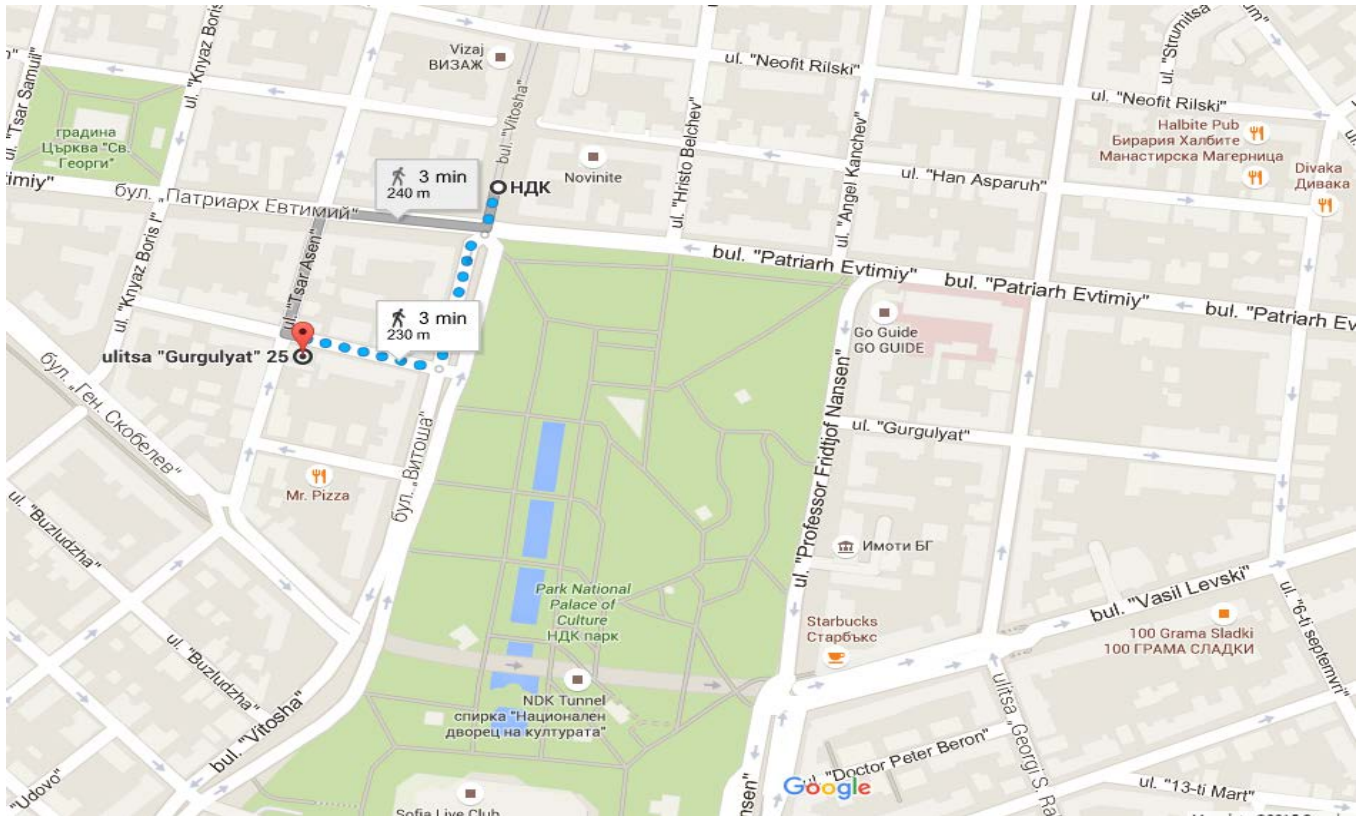 Vizaj
ВИЗАЖ
ul. "Neofit Rilski"
ul. "Strumitsa
ul. "Knyaz Boris
ul. "Tsar Samuil"
bul. "Vitosha"
ul. "Neofit Rilski"
градина
Църква "Св.
Георги"
Halbite Pub
Бирария Халбите
Манастирска Магерница
ul. "Hristo Belchev"
ul. "Angel Kanchev"
Divaka
Дивака
3 min
240 m
НДК
Novinite
ul. "Han Asparuh"
timiy"
бул. "Патриарх Евтимий"
bul. "Patriarh Evtimiy"
bul. "Patriarh Evtimiy"
bul. "Patriarh Ev
ul. "Knyaz Boris I"
ul. "Tsar Asen"
3 min
230 m
Go Guide
GO GUIDE
ulitsa "Gurgulyat" 25
бул. „Ген. Скобелев"
ul. "Professor Fridtjof Nansen"
ul. "Gurgulyat"
бул. „Витоша"
Mr. Pizza
ul. "Buzludzha"
Имоти БГ
Park National
Palace of
Culture
НДК парк
bul. "Vasil Levski"
ul. "6-ti septemvri"
Starbucks
Старбъкс
100 Grama Sladki
100 ГРАМА СЛАДКИ
ul. "Buzludzha"
NDK Tunnel
спирка "Национален
дворец на културата"
ulitsa „Georgi S. Ra
bul. "Vitosha"
ul. "Doctor Peter Beron"
"Udovo"
Google
nsen"
ul. "13-ti Mart"
Sofia Live Club